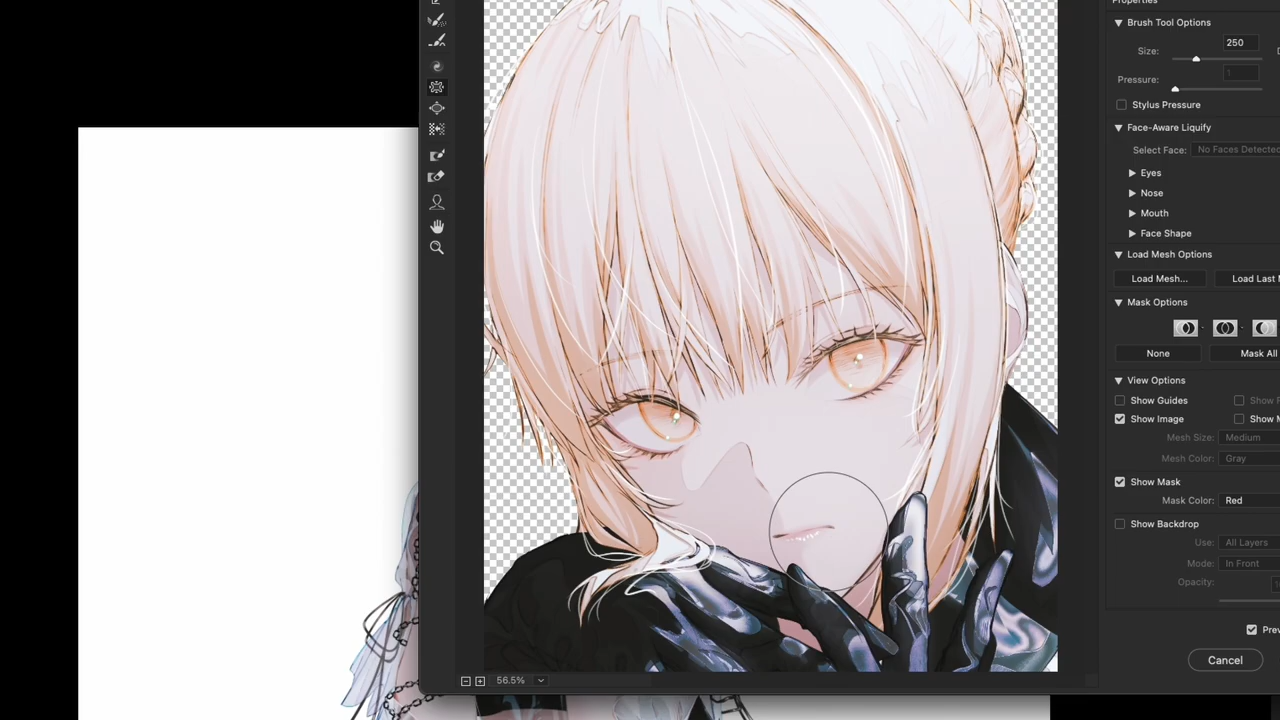 Properties
Brush Tool Options
Size: 250
Pressure: 1
Stylus Pressure
Face-Aware Liquify
Select Face: No Faces Detected
Eyes
Nose
Mouth
Face Shape
Load Mesh Options
Load Mesh... Load Last
Mask Options
None Mask All
View Options
Show Guides Show
Show Image Show
Mesh Size: Medium
Mesh Color: Gray
Show Mask
Mask Color: Red
Show Backdrop
Use: All Layers
Mode: In Front
Opacity:
Cancel
56.5%